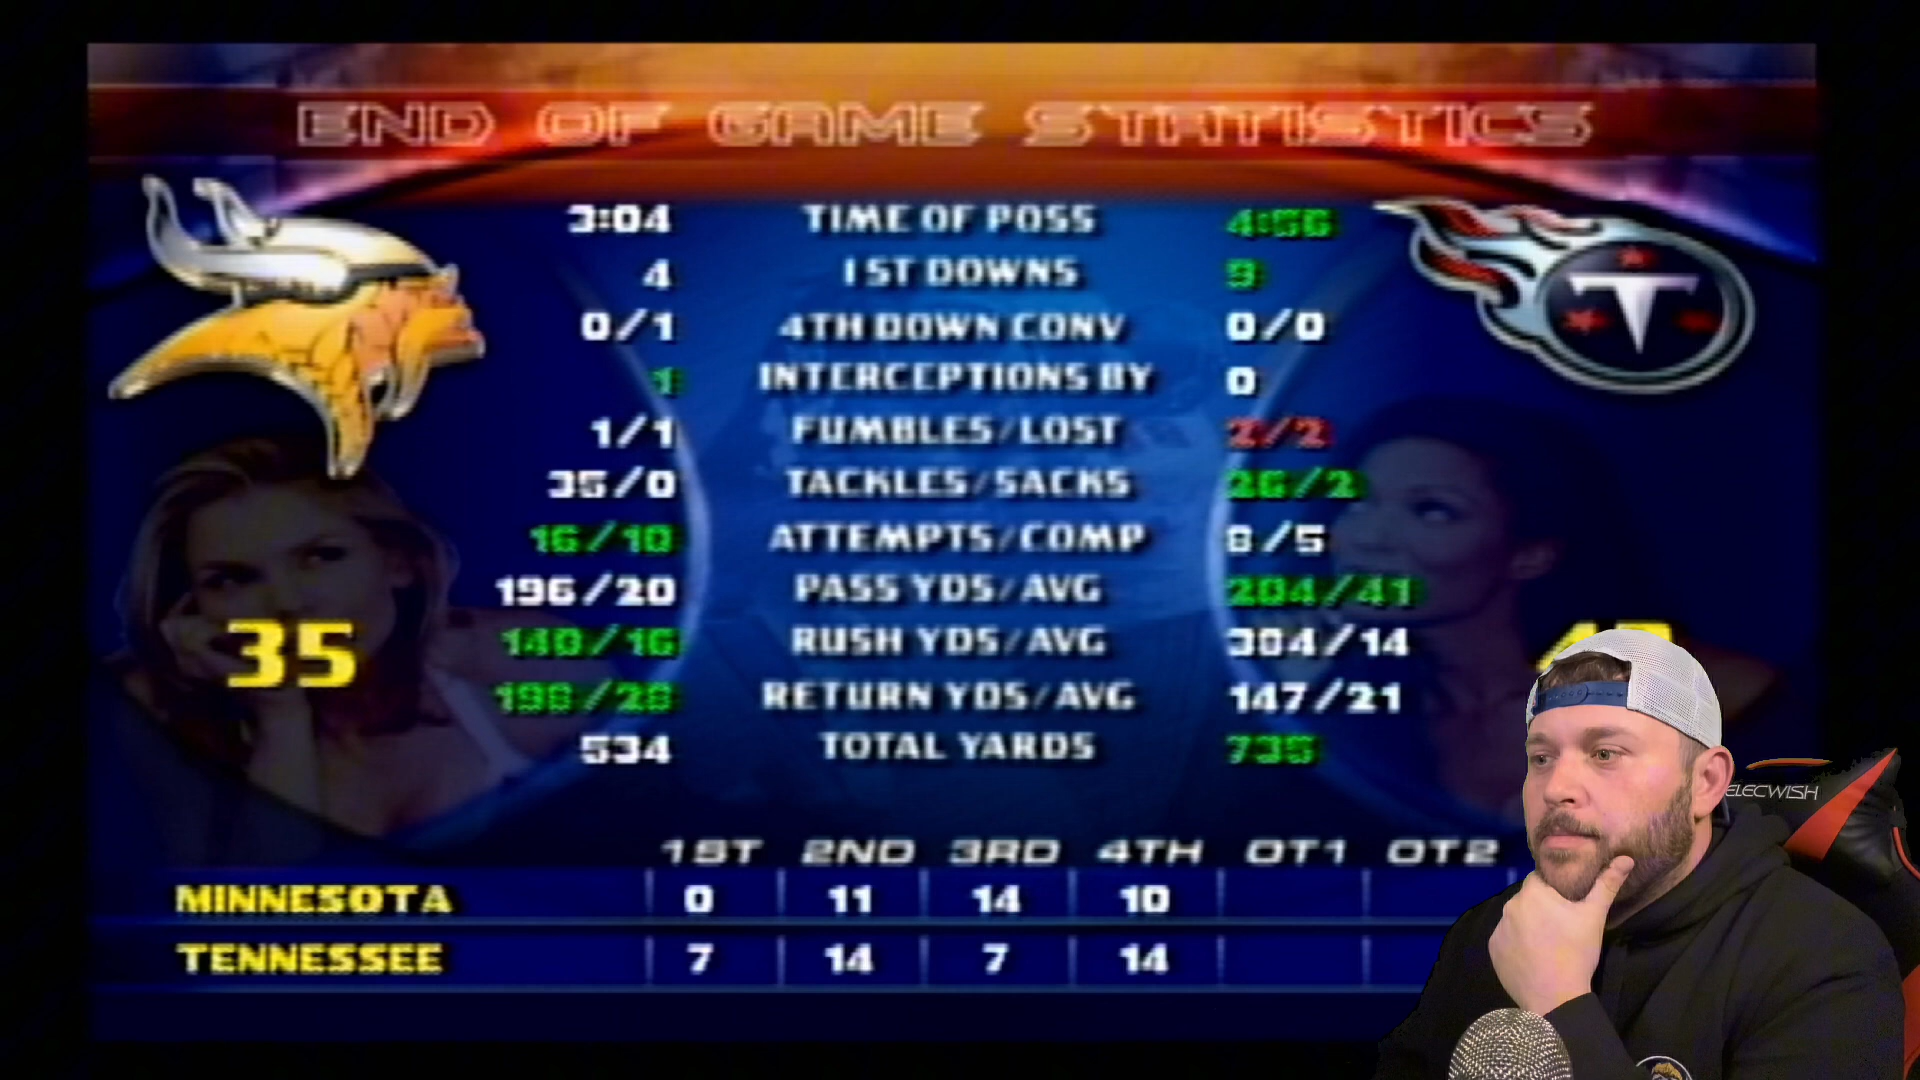 END OF GAME STATISTICS
3:04 TIME OF POSS 4:56
4 1ST DOWNS 9
0/1 4TH DOWN CONV 0/0
1 INTERCEPTIONS BY 0
1/1 FUMBLES/LOST 2/2
35/0 TACKLES/SACKS 26/2
16/10 ATTEMPTS/COMP 8/5
196/20 PASS YDS/AVG 204/41
35 140/16 RUSH YDS/AVG 384/14
198/28 RETURN YDS/AVG 147/21
534 TOTAL YARDS 735
ELECWISH
1ST 2ND 3RD 4TH OT1 OT2
MINNESOTA 0 11 14 10
TENNESSEE 7 14 7 14